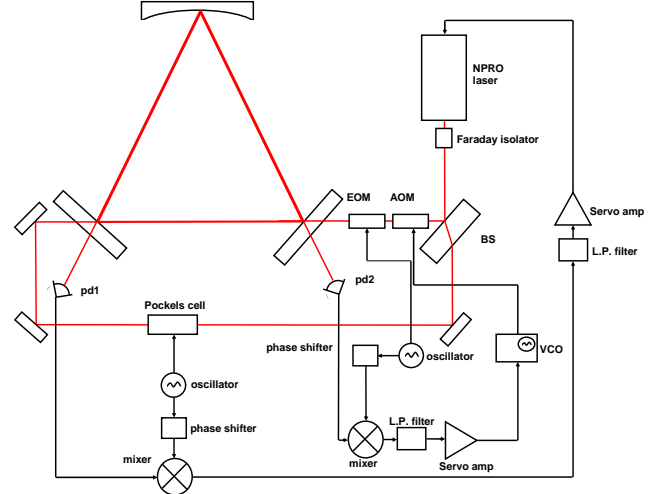 NPRO
laser
Faraday isolator
EOM
AOM
BS
Servo amp
L.P. filter
pd1
pd2
Pockels cell
phase shifter
oscillator
VCO
oscillator
L.P. filter
phase shifter
mixer
mixer
Servo amp